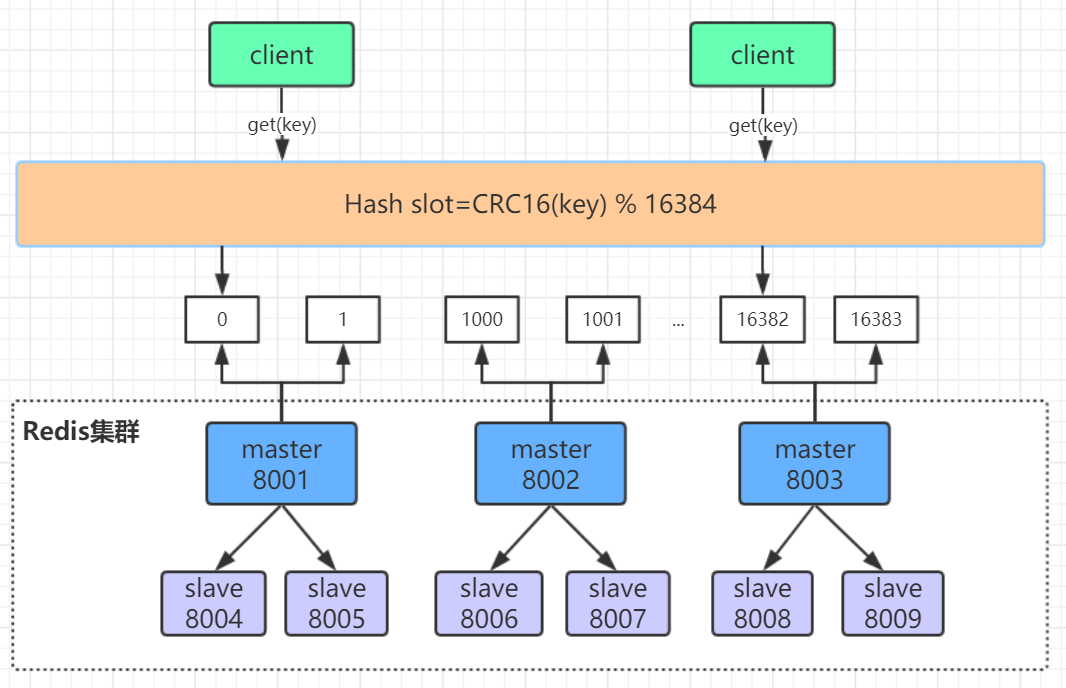 client
client
get(key)
get(key)
Hash slot=CRC16(key) % 16384
0
1
1000
1001
...
16382
16383
Redis集群
master
8001
master
8002
master
8003
slave
8004
slave
8005
slave
8006
slave
8007
slave
8008
slave
8009